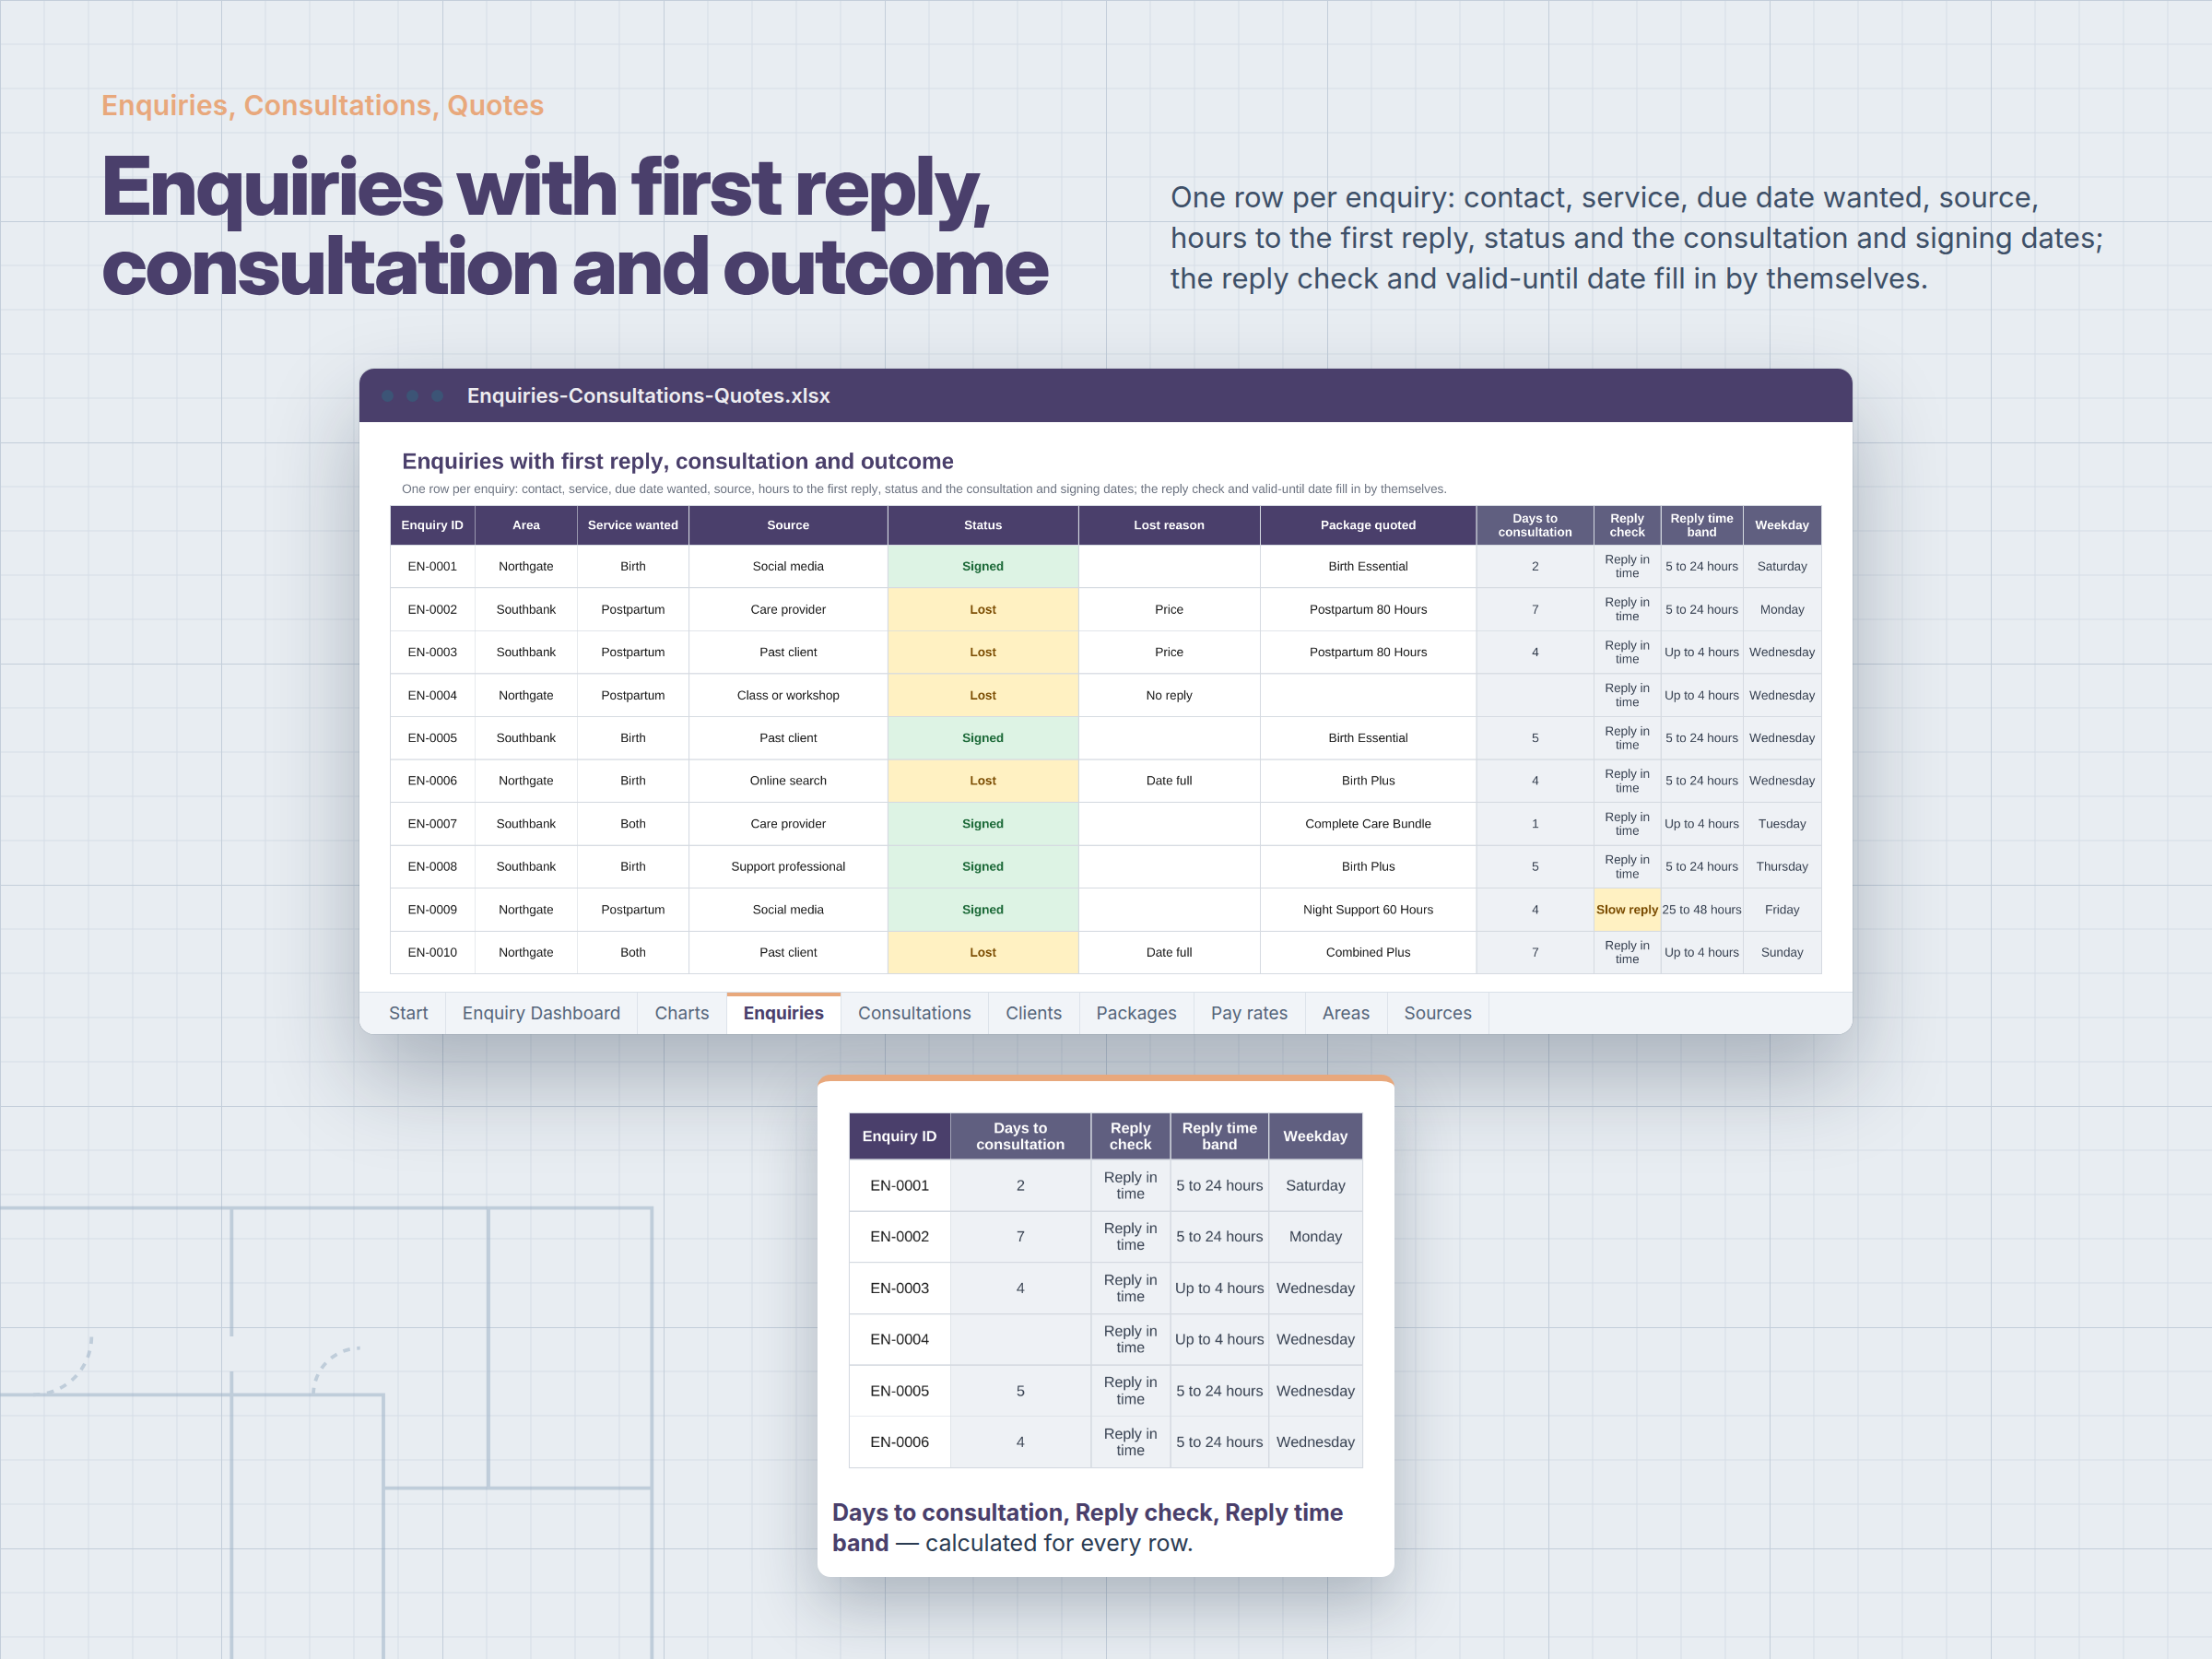 Enquiries, Consultations, Quotes
Enquiries with first reply,
consultation and outcome
One row per enquiry: contact, service, due date wanted, source,
hours to the first reply, status and the consultation and signing dates;
the reply check and valid-until date fill in by themselves.
Enquiries-Consultations-Quotes.xlsx
Enquiries with first reply, consultation and outcome
One row per enquiry: contact, service, due date wanted, source, hours to the first reply, status and the consultation and signing dates; the reply check and valid-until date fill in by themselves.
Enquiry ID Area Service wanted Source Status Lost reason Package quoted Days to consultation Reply check Reply time band Weekday
EN-0001 Northgate Birth Social media Signed Birth Essential 2 Reply in time 5 to 24 hours Saturday
EN-0002 Southbank Postpartum Care provider Lost Price Postpartum 80 Hours 7 Reply in time 5 to 24 hours Monday
EN-0003 Southbank Postpartum Past client Lost Price Postpartum 80 Hours 4 Reply in time Up to 4 hours Wednesday
EN-0004 Northgate Postpartum Class or workshop Lost No reply Reply in time Up to 4 hours Wednesday
EN-0005 Southbank Birth Past client Signed Birth Essential 5 Reply in time 5 to 24 hours Wednesday
EN-0006 Northgate Birth Online search Lost Date full Birth Plus 4 Reply in time 5 to 24 hours Wednesday
EN-0007 Southbank Both Care provider Signed Complete Care Bundle 1 Reply in time Up to 4 hours Tuesday
EN-0008 Southbank Birth Support professional Signed Birth Plus 5 Reply in time 5 to 24 hours Thursday
EN-0009 Northgate Postpartum Social media Signed Night Support 60 Hours 4 Slow reply 25 to 48 hours Friday
EN-0010 Northgate Both Past client Lost Date full Combined Plus 7 Reply in time Up to 4 hours Sunday
Start Enquiry Dashboard Charts Enquiries Consultations Clients Packages Pay rates Areas Sources
Enquiry ID Days to consultation Reply check Reply time band Weekday
EN-0001 2 Reply in time 5 to 24 hours Saturday
EN-0002 7 Reply in time 5 to 24 hours Monday
EN-0003 4 Reply in time Up to 4 hours Wednesday
EN-0004 Reply in time Up to 4 hours Wednesday
EN-0005 5 Reply in time 5 to 24 hours Wednesday
EN-0006 4 Reply in time 5 to 24 hours Wednesday
Days to consultation, Reply check, Reply time
band — calculated for every row.